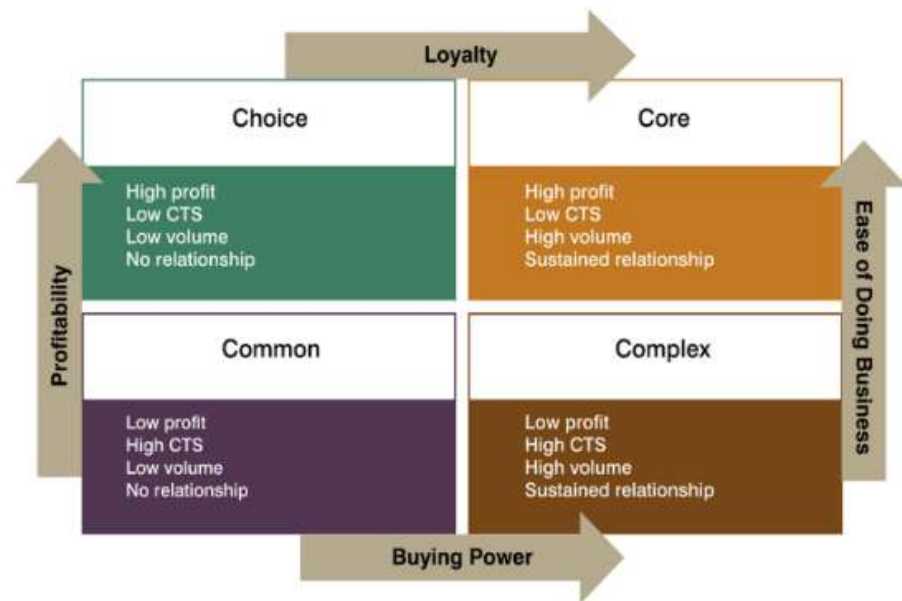 Loyalty
Choice
High profit
Low CTS
Low volume
No relationship
Core
High profit
Low CTS
High volume
Sustained relationship
Profitability
Ease of Doing Business
Common
Low profit
High CTS
Low volume
No relationship
Complex
Low profit
High CTS
High volume
Sustained relationship
Buying Power